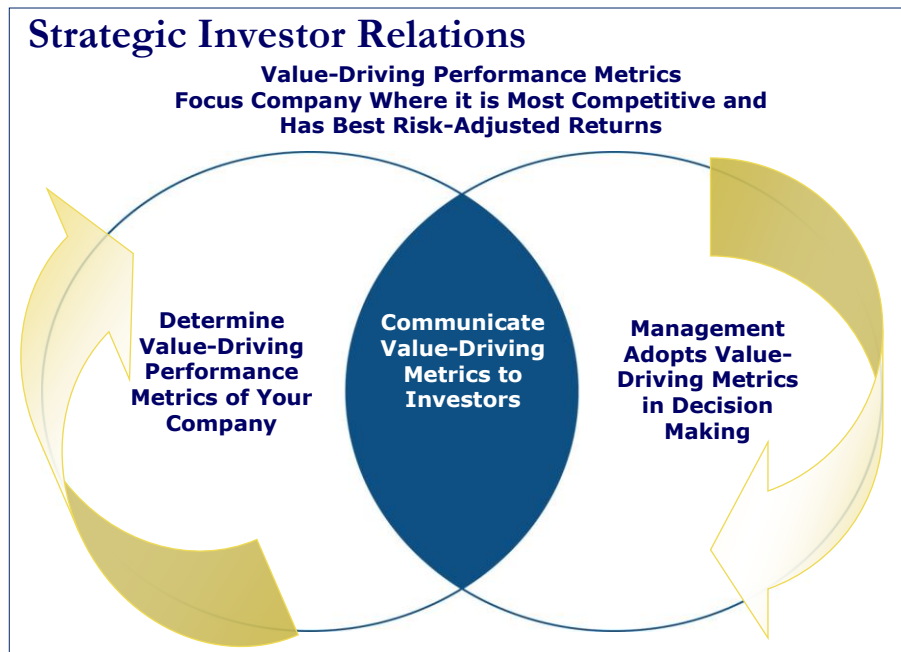 Strategic Investor Relations
Value-Driving Performance Metrics
Focus Company Where it is Most Competitive and
Has Best Risk-Adjusted Returns
Determine
Value-Driving
Performance
Metrics of Your
Company
Communicate
Value-Driving
Metrics to
Investors
Management
Adopts Value-
Driving Metrics
in Decision
Making